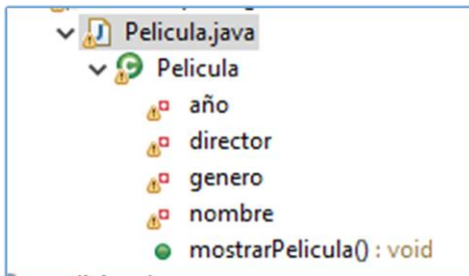 Pelicula.java
Pelicula
año
director
genero
nombre
mostrarPelicula() : void